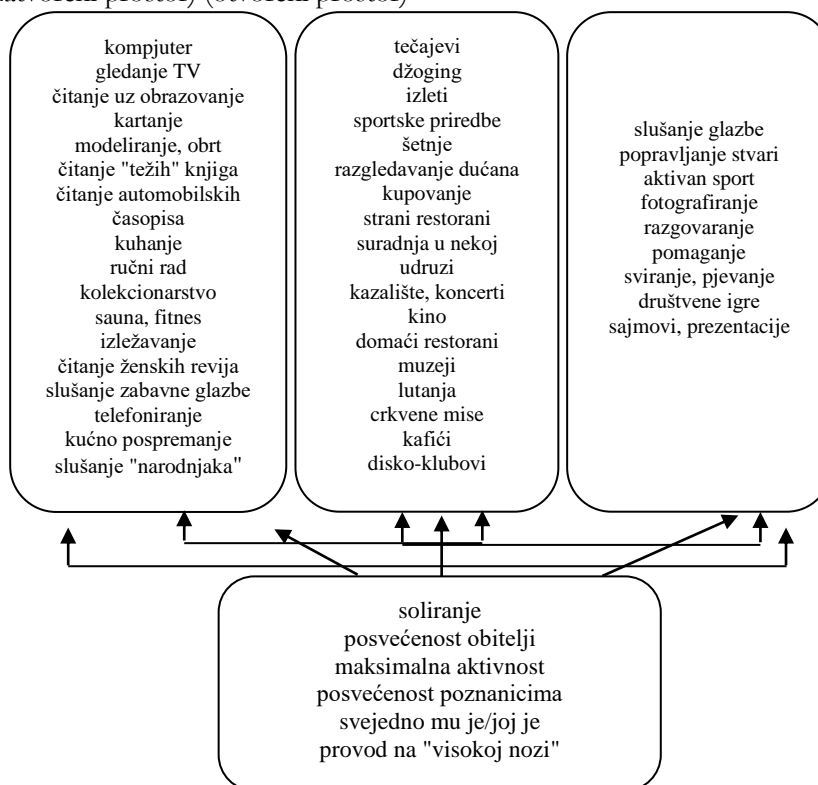 (otvoreni prostor)
kompjuter
gledanje TV
čitanje uz obrazovanje
kartanje
modeliranje, obrt
čitanje "težih" knjiga
čitanje automobilskih
časopisa
kuhanje
ručni rad
kolekcionarstvo
sauna, fitnes
izležavanje
čitanje ženskih revija
slušanje zabavne glazbe
telefoniranje
kućno pospremanje
slušanje "narodnjaka"
tečajevi
džoging
izleti
sportske priredbe
šetnje
razgledavanje dućana
kupovanje
strani restorani
suradnja u nekoj
udruzi
kazalište, koncerti
kino
domaći restorani
muzeji
lutanja
crkvene mise
kafići
disko-klubovi
slušanje glazbe
popravljanje stvari
aktivan sport
fotografiranje
razgovaranje
pomaganje
sviranje, pjevanje
društvene igre
sajmovi, prezentacije
soliranje
posvećenost obitelji
maksimalna aktivnost
posvećenost poznanicima
svejedno mu je/joj je
provod na "visokoj nozi"